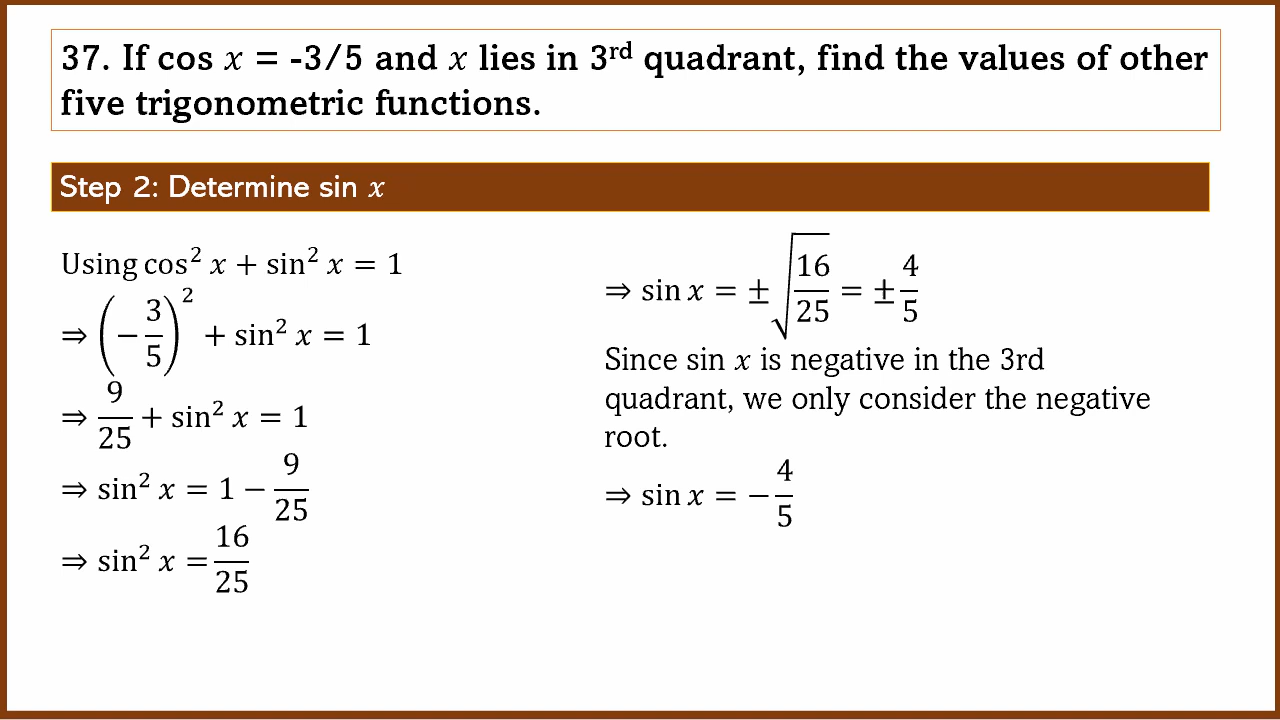 37. If cos x = -3/5 and x lies in 3rd quadrant, find the values of other
five trigonometric functions.
Step 2: Determine sin x
Using cos² x + sin² x = 1
⇒ (−3/5)² + sin² x = 1
⇒ 9/25 + sin² x = 1
⇒ sin² x = 1 − 9/25
⇒ sin² x = 16/25
⇒ sin x = ± √(16/25) = ± 4/5
Since sin x is negative in the 3rd
quadrant, we only consider the negative
root.
⇒ sin x = − 4/5